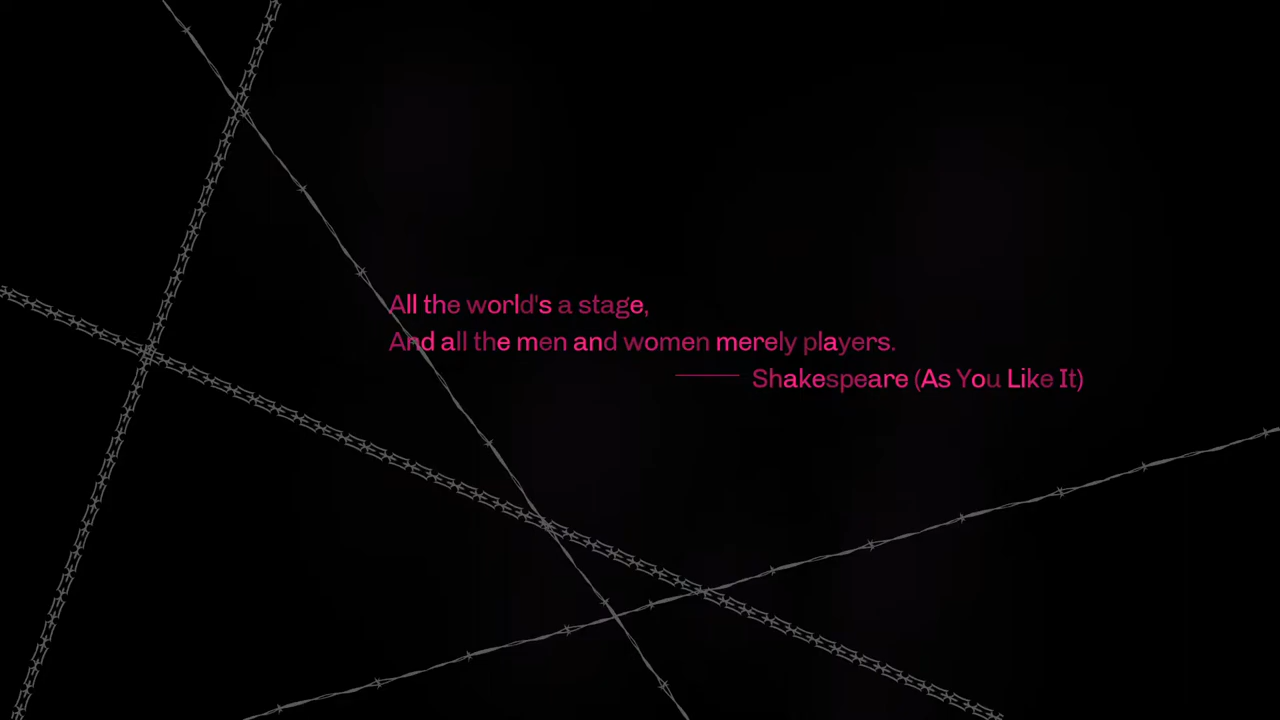 All the world's a stage,
And all the men and women merely players.
—— Shakespeare (As You Like It)